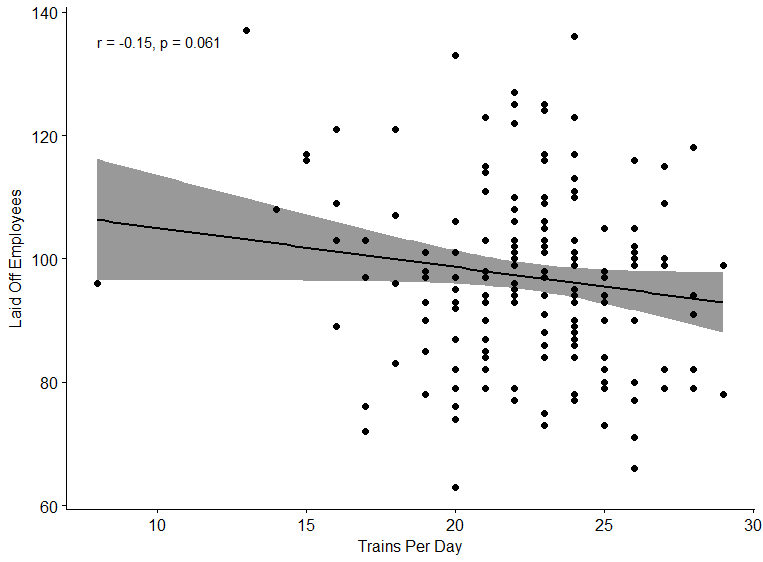 140
r = -0.15, p = 0.061
120
100
80
60
Laid Off Employees
10 15 20 25 30
Trains Per Day